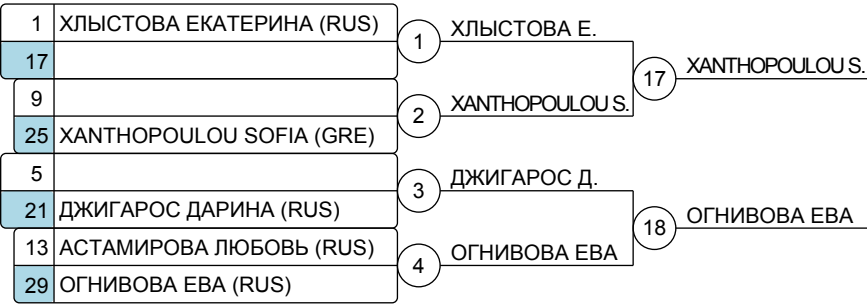 1 ХЛЫСТОВА ЕКАТЕРИНА (RUS)
17
9
25 XANTHOPOULOU SOFIA (GRE)
5
21 ДЖИГАРОС ДАРИНА (RUS)
13 АСТАМИРОВА ЛЮБОВЬ (RUS)
29 ОГНИВОВА ЕВА (RUS)
1 ХЛЫСТОВА Е.
2 XANTHOPOULOU S.
3 ДЖИГАРОС Д.
4 ОГНИВОВА ЕВА
17 XANTHOPOULOU S.
18 ОГНИВОВА ЕВА